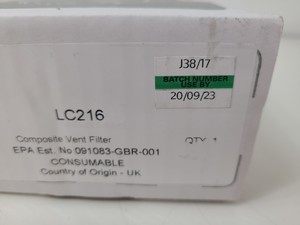 J38/17
BATCH NUMBER
USE BY
20/09/23
LC216
Composite Vent Filter
QTY 1
EPA Est. No 091083-GBR-001
CONSUMABLE
Country of Origin - UK